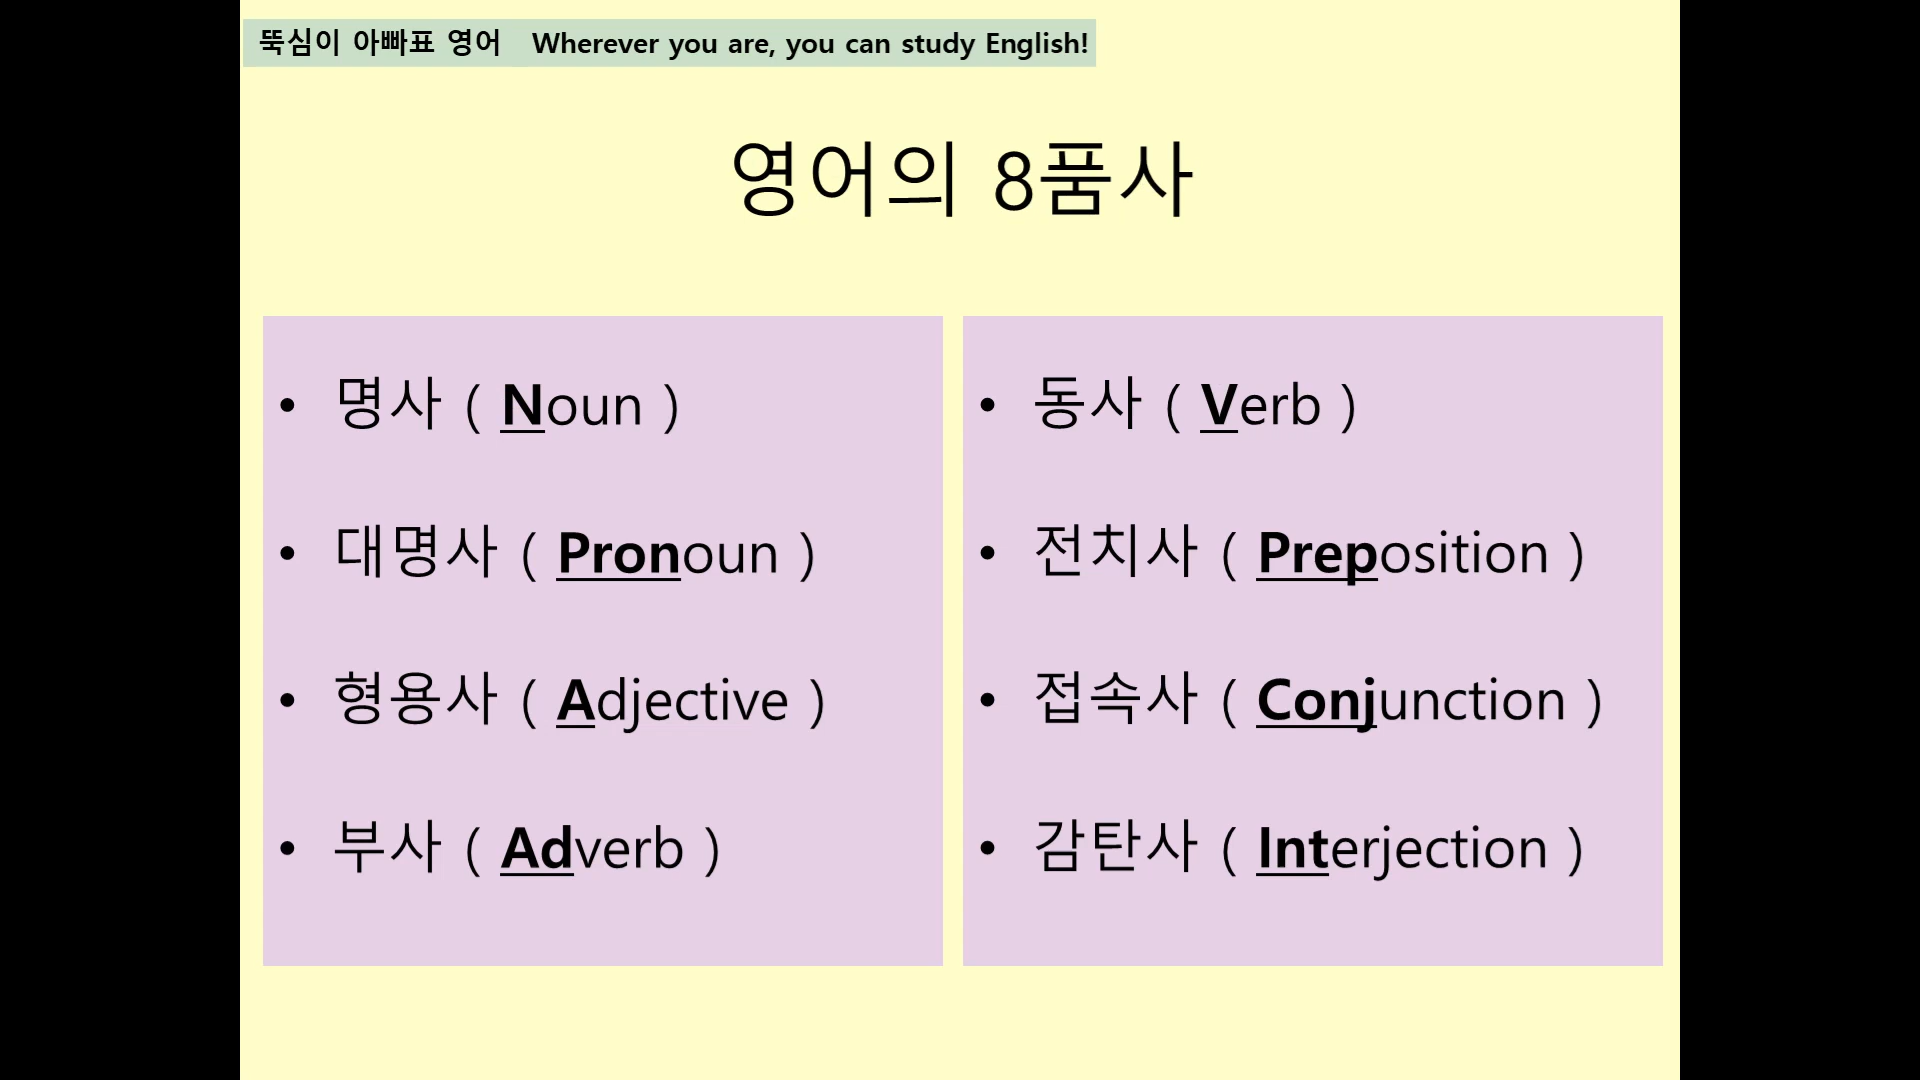 뚝심이 아빠표 영어 Wherever you are, you can study English!
영어의 8품사
• 명사 ( Noun )
• 대명사 ( Pronoun )
• 형용사 ( Adjective )
• 부사 ( Adverb )
• 동사 ( Verb )
• 전치사 ( Preposition )
• 접속사 ( Conjunction )
• 감탄사 ( Interjection )